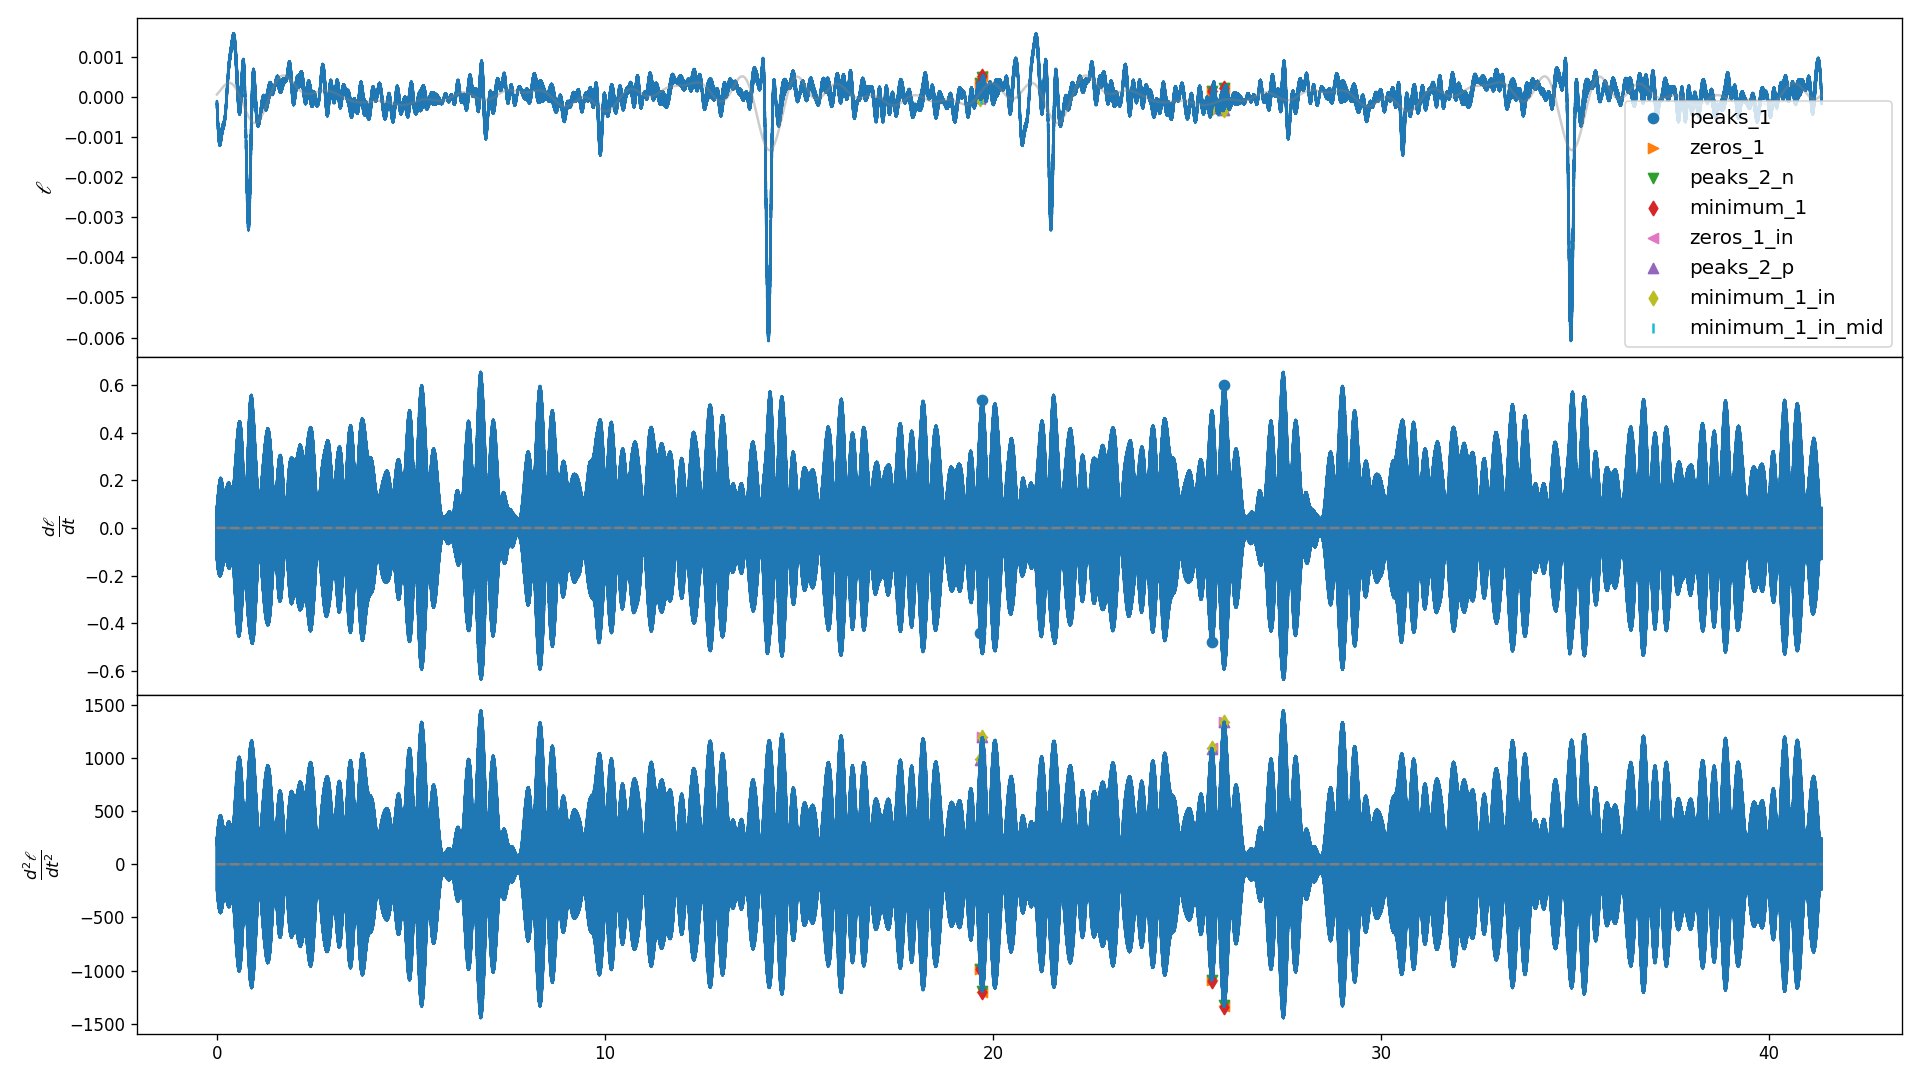 0.001
0.000
−0.001
−0.002
−0.003
−0.004
−0.005
−0.006
ℓ
peaks_1
zeros_1
peaks_2_n
minimum_1
zeros_1_in
peaks_2_p
minimum_1_in
minimum_1_in_mid
0.6
0.4
0.2
0.0
−0.2
−0.4
−0.6
dℓ
dt
1500
1000
500
0
−500
−1000
−1500
d²ℓ
dt²
0 10 20 30 40